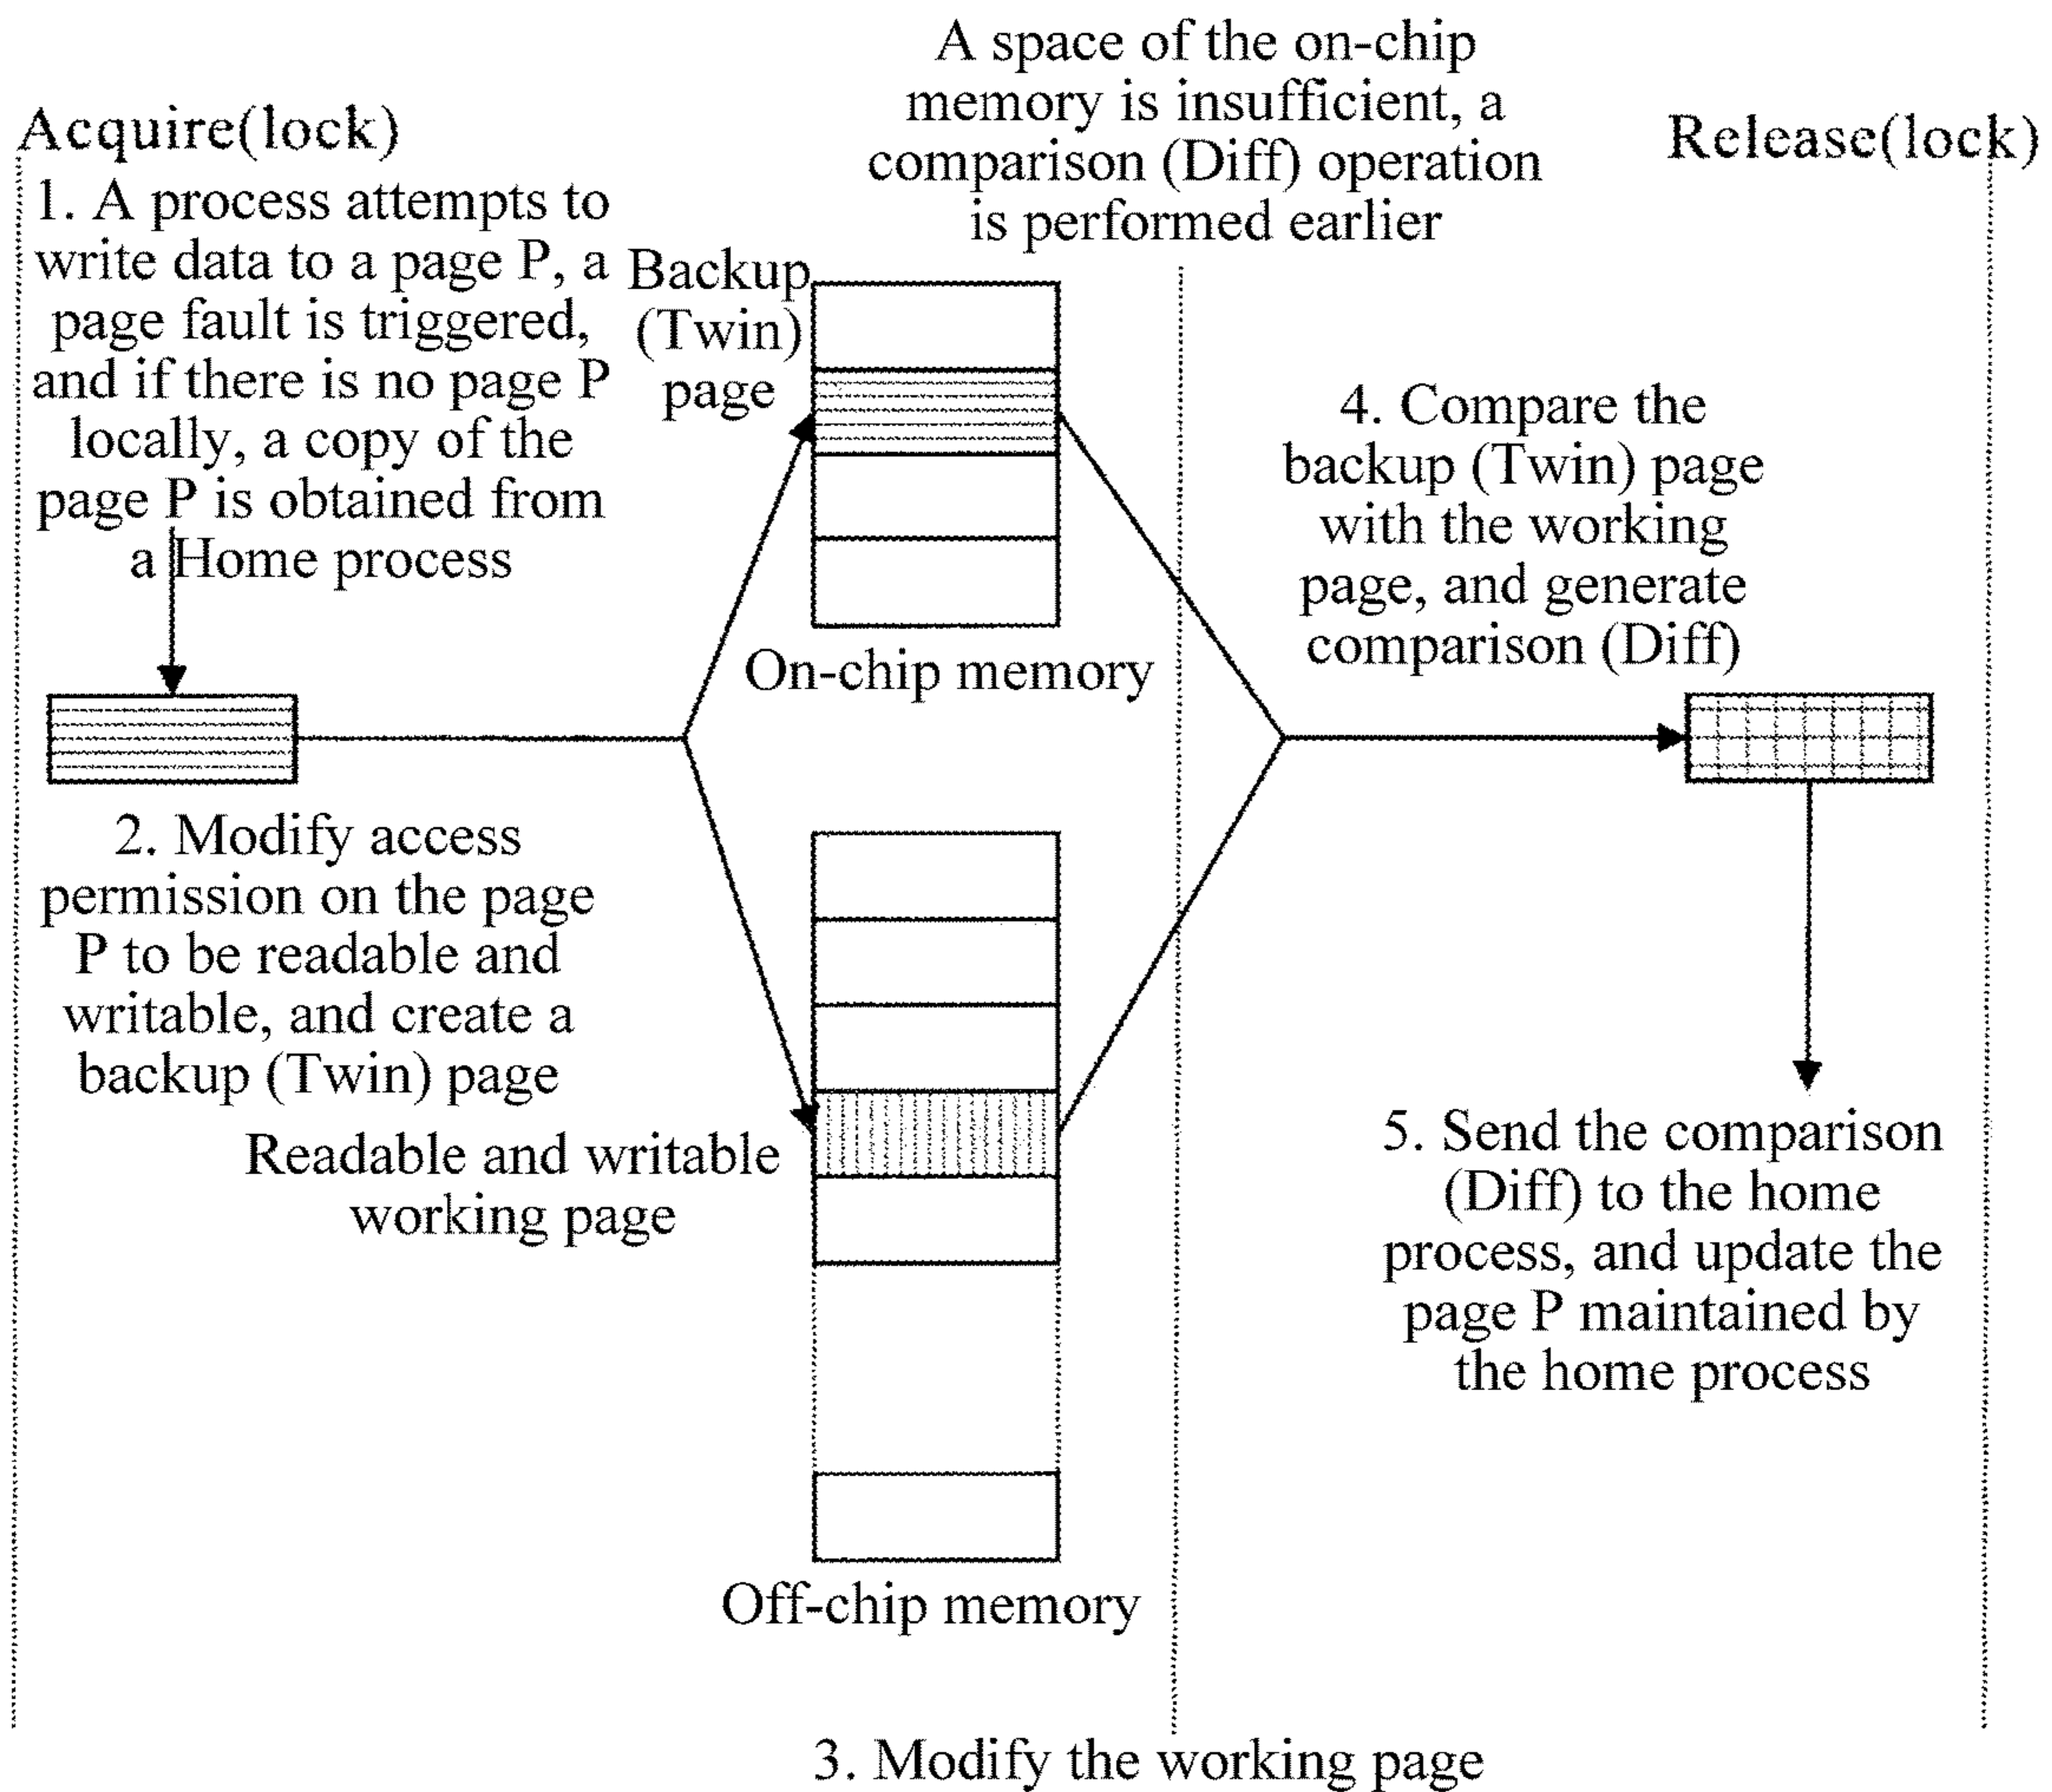 Acquire(lock)
1. A process attempts to
write data to a page P, a
page fault is triggered,
and if there is no page P
locally, a copy of the
page P is obtained from
a Home process
2. Modify access
permission on the page
P to be readable and
writable, and create a
backup (Twin) page
Backup
(Twin)
page
On-chip memory
Readable and writable
working page
Off-chip memory
3. Modify the working page
A space of the on-chip
memory is insufficient, a
comparison (Diff) operation
is performed earlier
Release(lock)
4. Compare the
backup (Twin) page
with the working
page, and generate
comparison (Diff)
5. Send the comparison
(Diff) to the home
process, and update the
page P maintained by
the home process